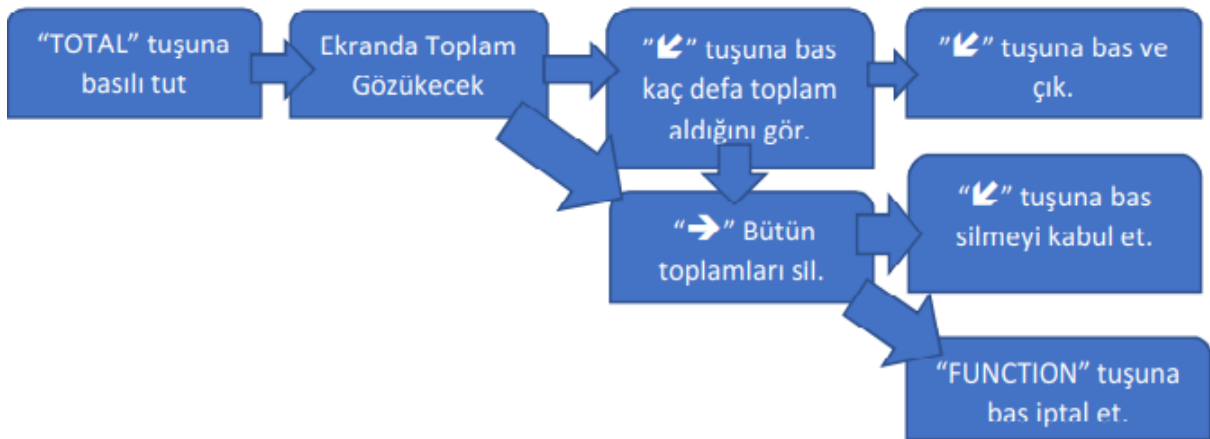 “TOTAL” tuşuna
basılı tut
Ekranda Toplam
Gözükecek
”🡿” tuşuna bas
kaç defa toplam
aldığını gör.
”🡿” tuşuna bas ve
çık.
“➔” Bütün
toplamları sil.
“🡿” tuşuna bas
silmeyi kabul et.
“FUNCTION” tuşuna
bas iptal et.